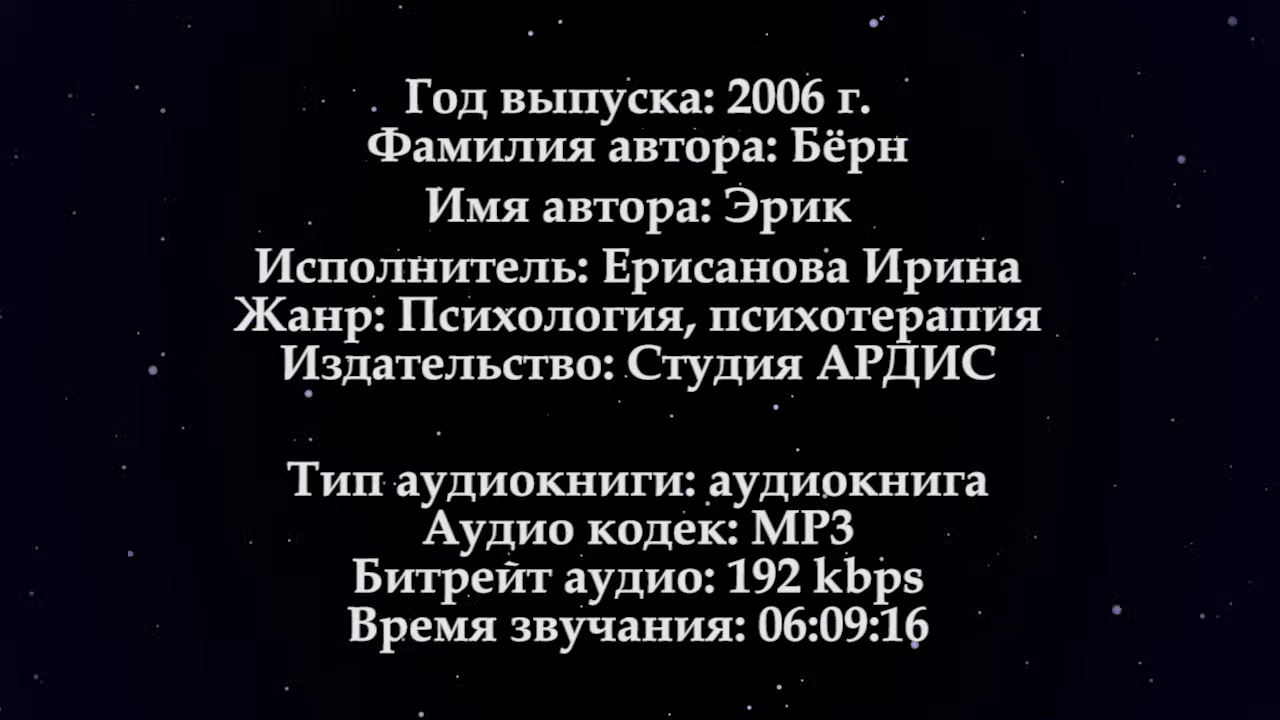 Год выпуска: 2006 г.
Фамилия автора: Бёрн
Имя автора: Эрик
Исполнитель: Ерисанова Ирина
Жанр: Психология, психотерапия
Издательство: Студия АРДИС
Тип аудиокниги: аудиокнига
Аудио кодек: MP3
Битрейт аудио: 192 kbps
Время звучания: 06:09:16